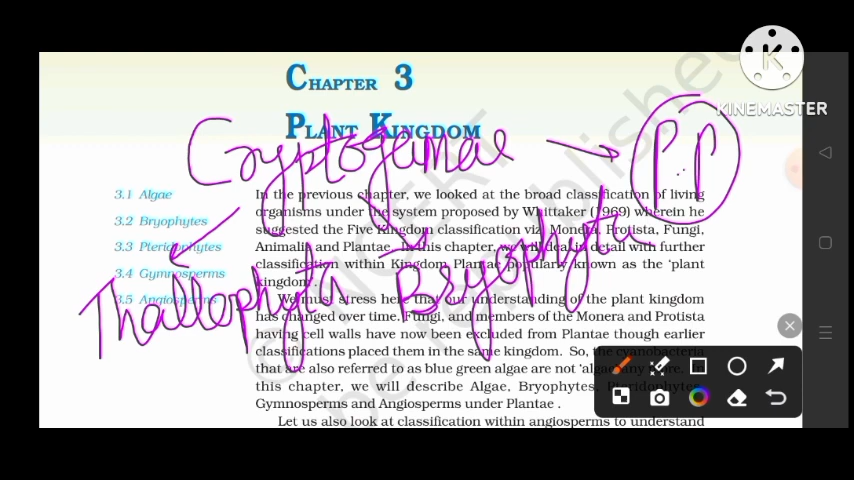 CHAPTER 3
PLANT KINGDOM
KINEMASTER
Cryptogamae
P.P
Thallophyta
Bryophyta
3.1 Algae
3.2 Bryophytes
3.3 Pteridophytes
3.4 Gymnosperms
3.5 Angiosperms
In the previous chapter, we looked at the broad classification of living
organisms under the system proposed by Whittaker (1969) wherein he
suggested the Five Kingdom classification viz. Monera, Protista, Fungi,
Animalia and Plantae. In this chapter, we will deal in detail with further
classification within Kingdom Plantae popularly known as the ‘plant
kingdom’.
We must stress here that our understanding of the plant kingdom
has changed over time. Fungi, and members of the Monera and Protista
having cell walls have now been excluded from Plantae though earlier
classifications placed them in the same kingdom. So, the cyanobacteria
that are also referred to as blue green algae are not ‘algae’ any more. In
this chapter, we will describe Algae, Bryophytes, Pteridophytes,
Gymnosperms and Angiosperms under Plantae .
Let us also look at classification within angiosperms to understand